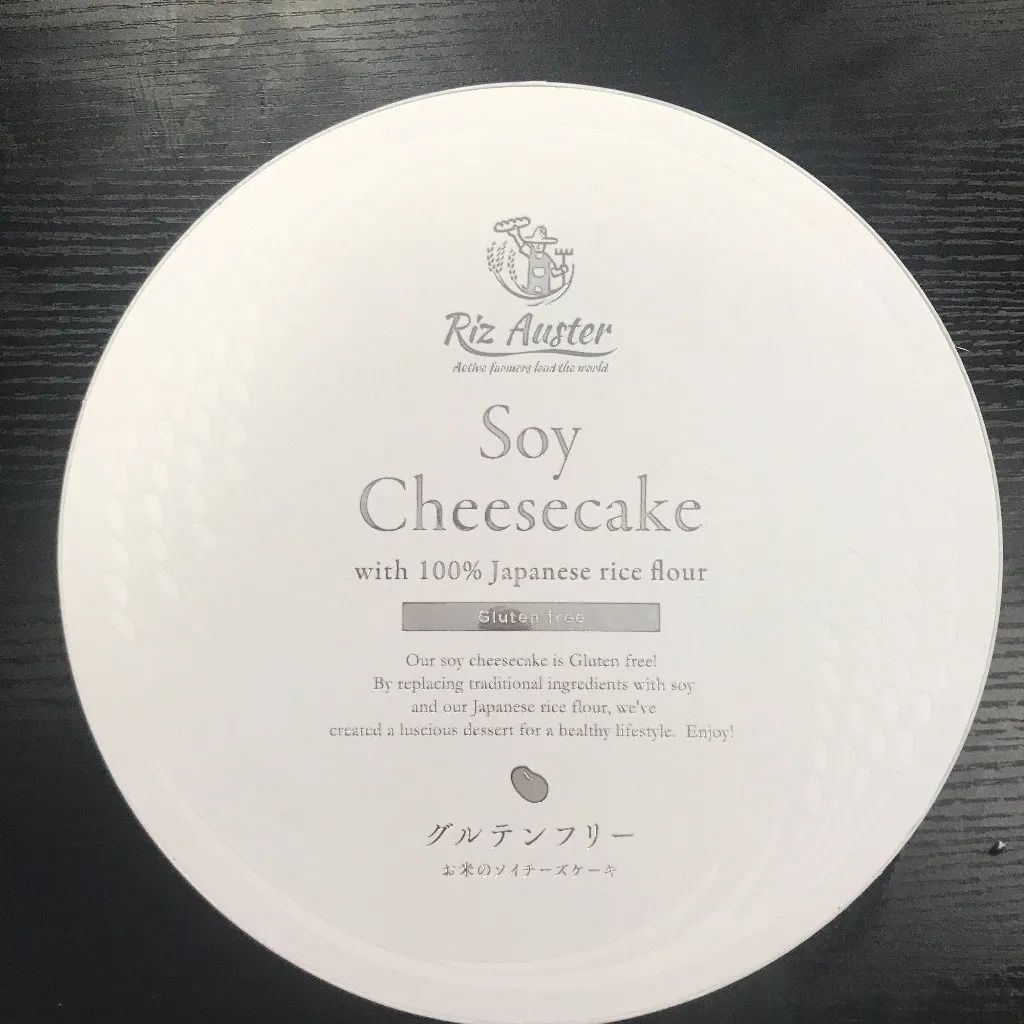 Riz Auster
Active farmers lead the world
Soy
Cheesecake
with 100% Japanese rice flour
Gluten free
Our soy cheesecake is Gluten free!
By replacing traditional ingredients with soy
and our Japanese rice flour, we've
created a luscious dessert for a healthy lifestyle. Enjoy!
グルテンフリー
お米のソイチーズケーキ